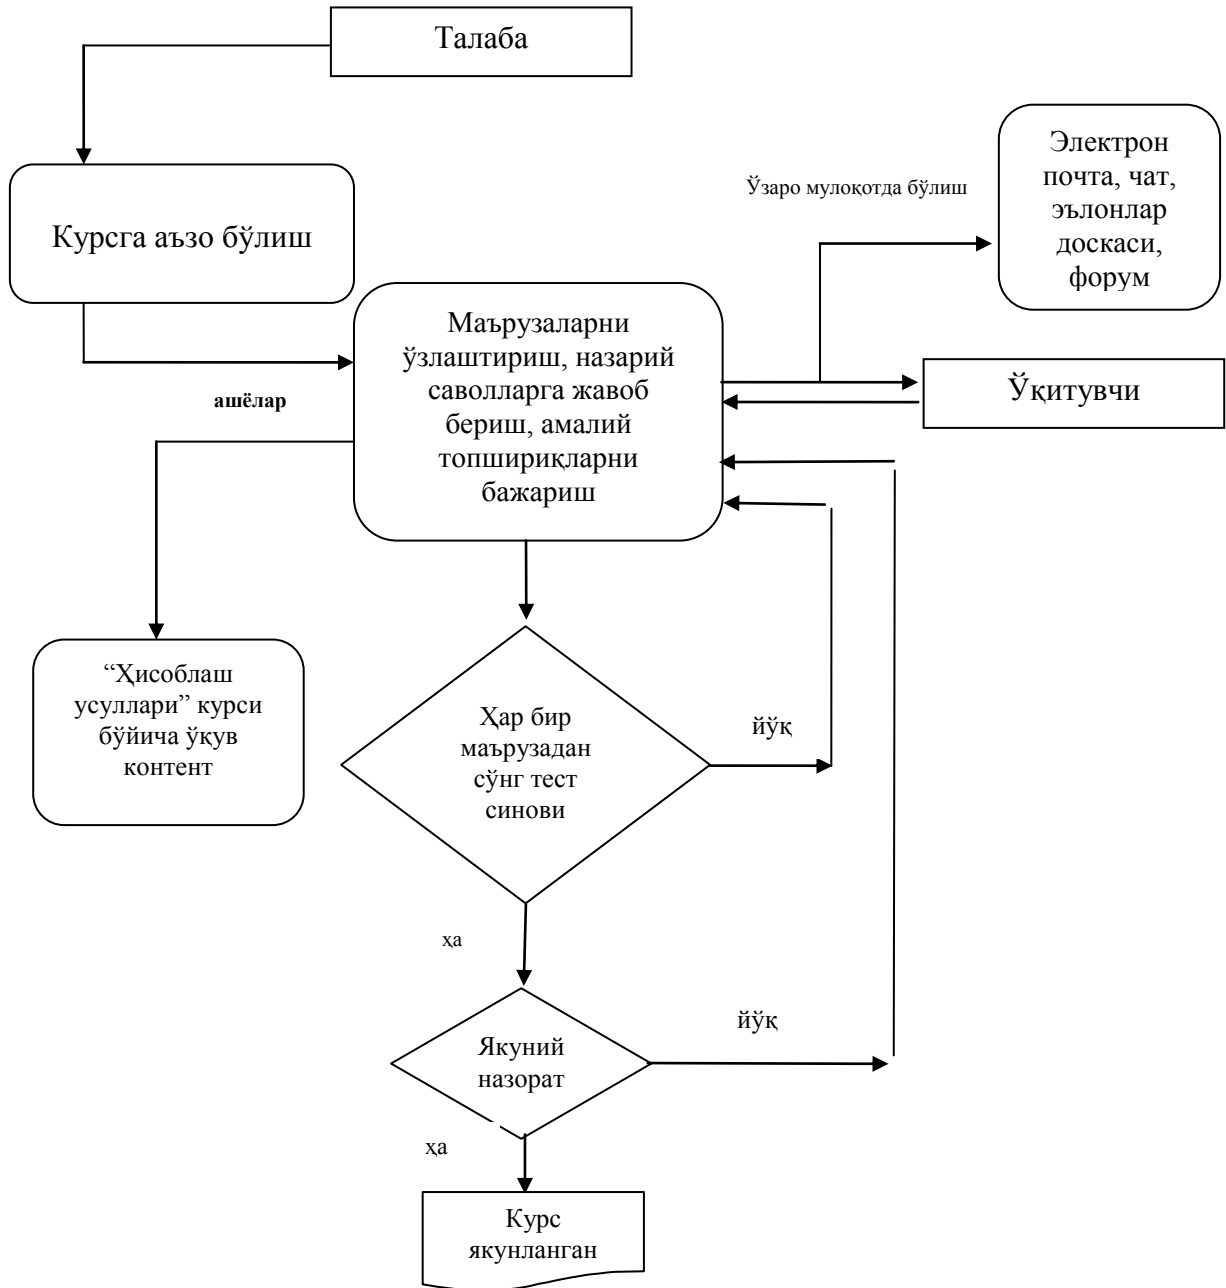 Талаба
Электрон
почта, чат,
эълонлар
доскаси,
форум
Ўзаро мулоқотда бўлиш
Курсга аъзо бўлиш
Маърузаларни
ўзлаштириш, назарий
саволларга жавоб
бериш, амалий
топшириқларни
бажариш
Ўқитувчи
ашёлар
“Ҳисоблаш
усуллари” курси
бўйича ўқув
контент
Ҳар бир
маърузадан
сўнг тест
синови
йўқ
ҳа
Якуний
назорат
йўқ
ҳа
Курс
якунланган